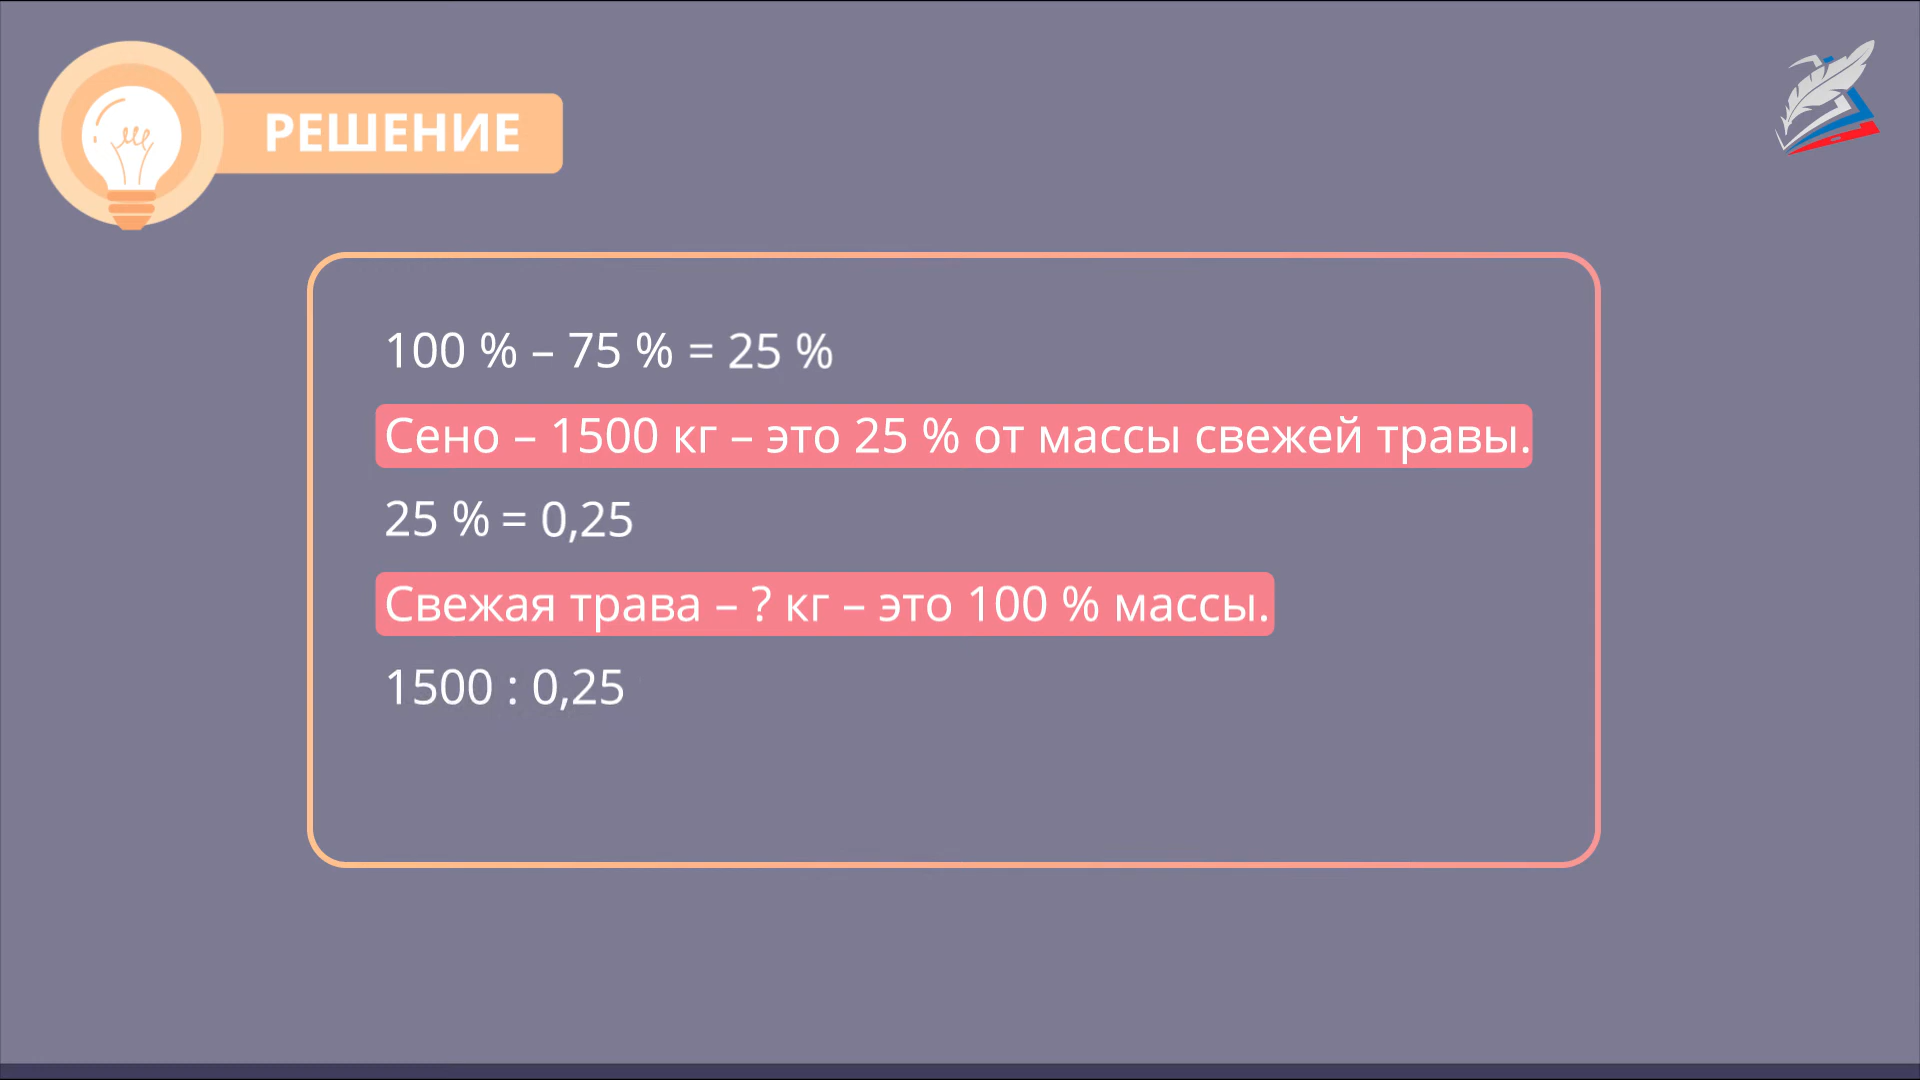 РЕШЕНИЕ
100 % – 75 % = 25 %
Сено – 1500 кг – это 25 % от массы свежей травы.
25 % = 0,25
Свежая трава – ? кг – это 100 % массы.
1500 : 0,25